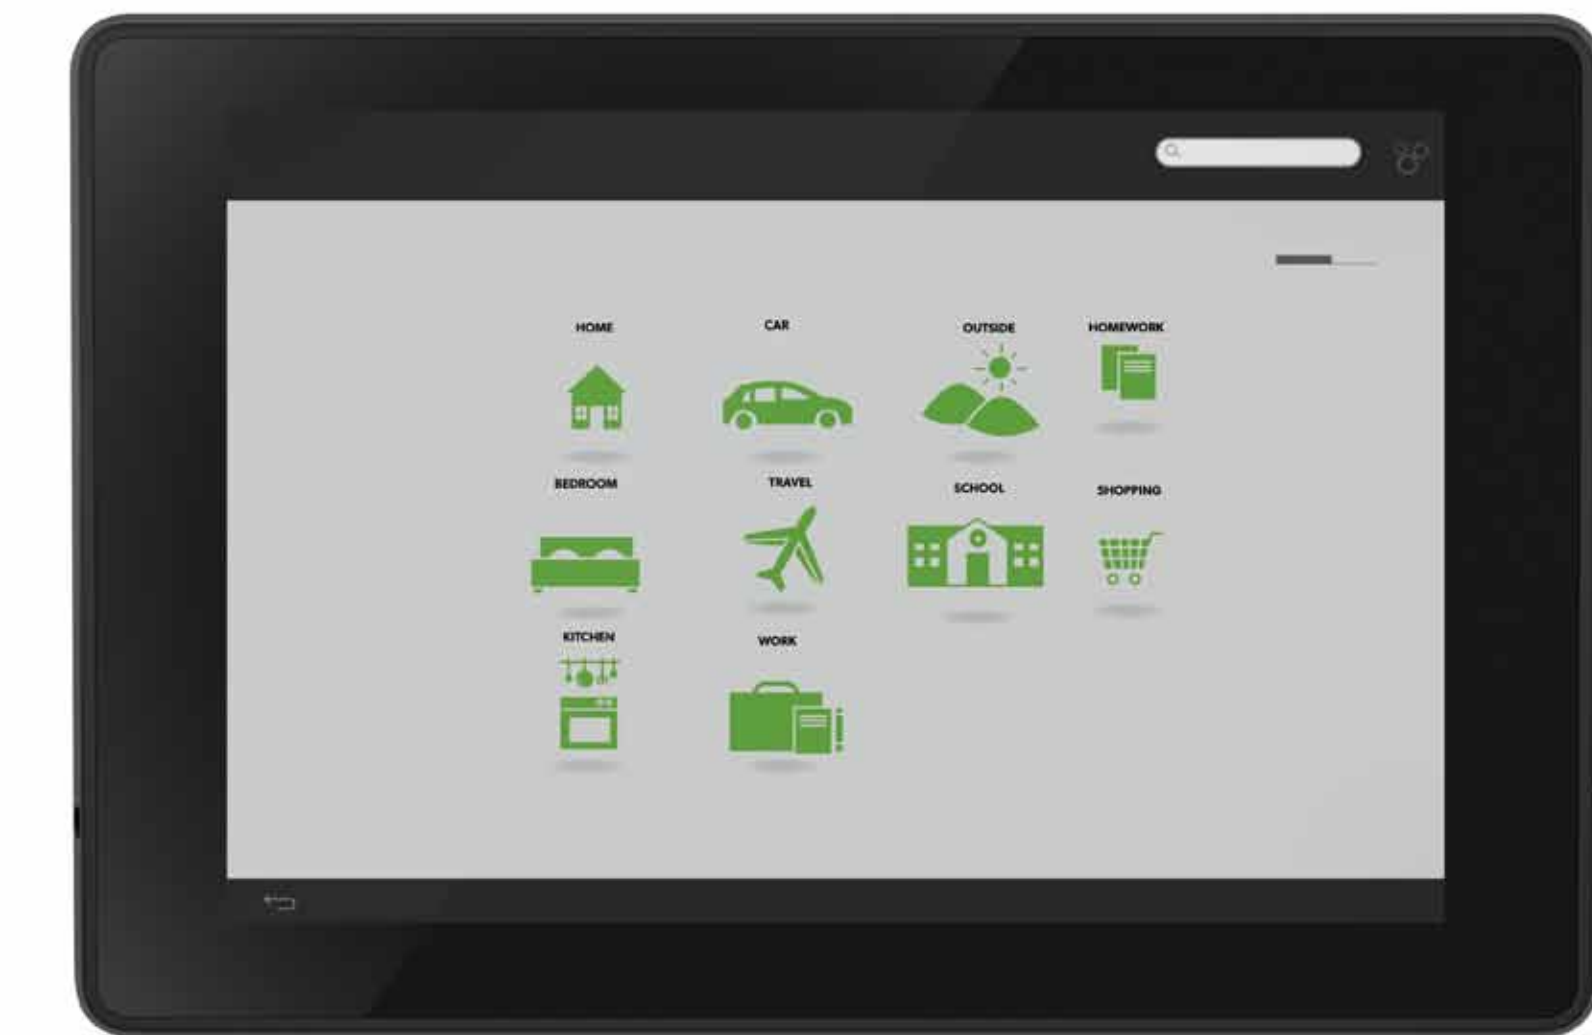 HOME
CAR
OUTSIDE
HOMEWORK
BEDROOM
TRAVEL
SCHOOL
SHOPPING
KITCHEN
WORK